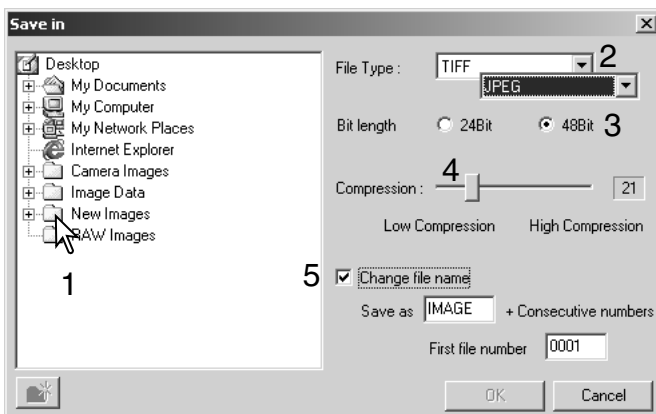 Save in
Desktop
My Documents
My Computer
My Network Places
Internet Explorer
Camera Images
Image Data
New Images
RAW Images
1
File Type :
TIFF
2
JPEG
Bit length
24Bit
48Bit
3
4
Compression :
21
Low Compression
High Compression
5
Change file name
Save as
IMAGE
+ Consecutive numbers
First file number
0001
OK
Cancel